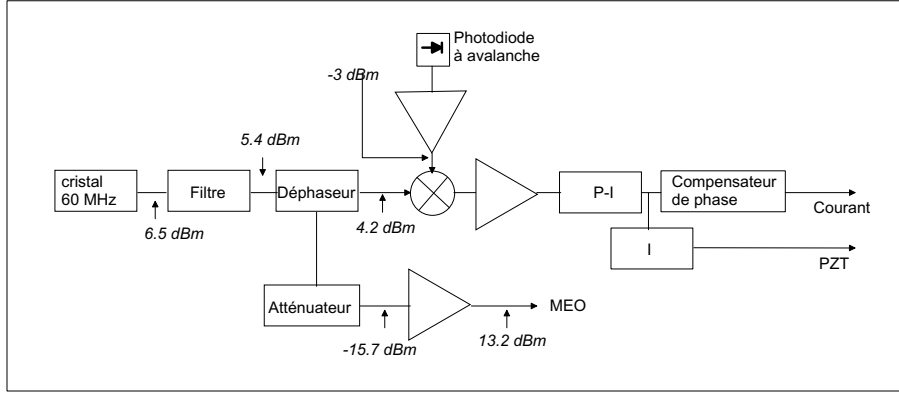 Photodiode
à avalanche
-3 dBm
5.4 dBm
cristal
60 MHz
Filtre
Déphaseur
P-I
Compensateur
de phase
Courant
6.5 dBm
4.2 dBm
I
PZT
Atténuateur
MEO
-15.7 dBm
13.2 dBm